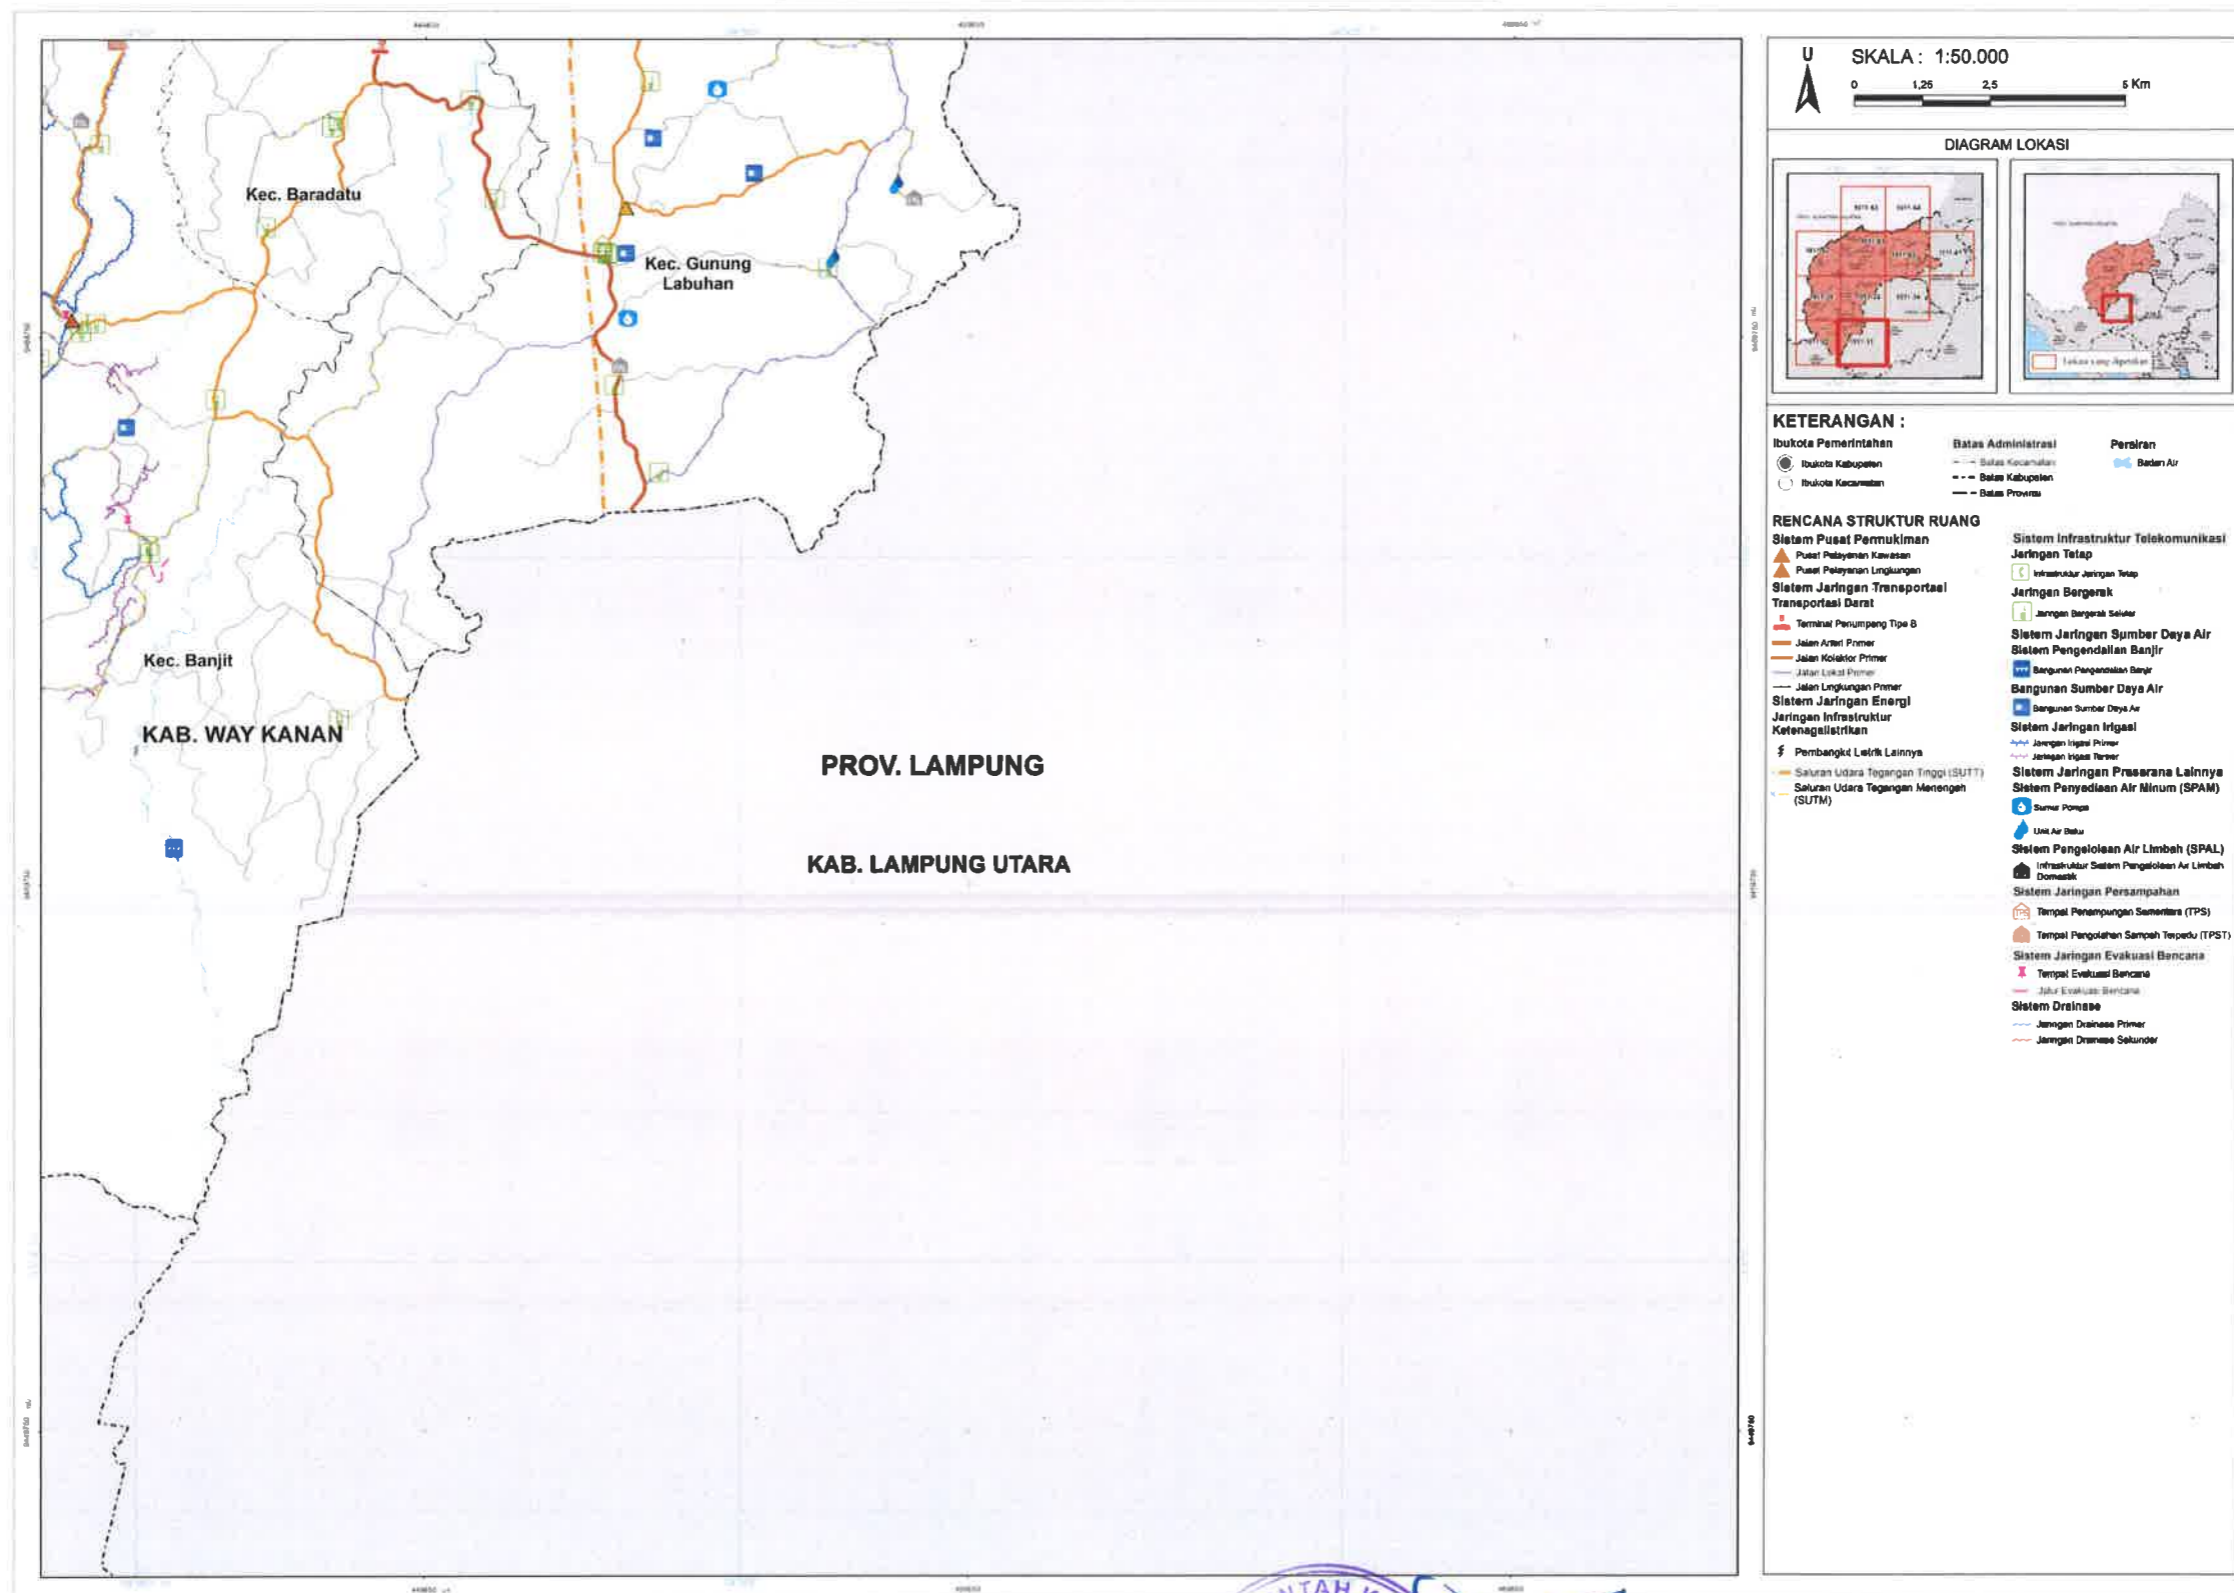 Kec. Baradatu
Kec. Gunung
Labuhan
Kec. Banjit
KAB. WAY KANAN
PROV. LAMPUNG
KAB. LAMPUNG UTARA
U
SKALA : 1:50.000
0 1,25 2,5 5 Km
DIAGRAM LOKASI
Lokasi yang dipetakan
KETERANGAN :
Ibukota Pemerintahan
Ibukota Kabupaten
Ibukota Kecamatan
Batas Administrasi
Batas Kecamatan
Batas Kabupaten
Batas Provinsi
Perairan
Badan Air
RENCANA STRUKTUR RUANG
Sistem Pusat Permukiman
Pusat Pelayanan Kawasan
Pusat Pelayanan Lingkungan
Sistem Jaringan Transportasi
Transportasi Darat
Terminal Penumpang Tipe B
Jalan Arteri Primer
Jalan Kolektor Primer
Jalan Lokal Primer
Jalan Lingkungan Primer
Sistem Jaringan Energi
Jaringan Infrastruktur
Ketenagalistrikan
Pembangkit Listrik Lainnya
Saluran Udara Tegangan Tinggi (SUTT)
Saluran Udara Tegangan Menengah
(SUTM)
Sistem Infrastruktur Telekomunikasi
Jaringan Tetap
Infrastruktur Jaringan Tetap
Jaringan Bergerak
Jaringan Bergerak Seluler
Sistem Jaringan Sumber Daya Air
Sistem Pengendalian Banjir
Bangunan Pengendalian Banjir
Bangunan Sumber Daya Air
Bangunan Sumber Daya Air
Sistem Jaringan Irigasi
Jaringan Irigasi Primer
Jaringan Irigasi Tersier
Sistem Jaringan Prasarana Lainnya
Sistem Penyediaan Air Minum (SPAM)
Sumur Pompa
Unit Air Baku
Sistem Pengelolaan Air Limbah (SPAL)
Infrastruktur Sistem Pengelolaan Air Limbah
Domestik
Sistem Jaringan Persampahan
TPS
Tempat Penampungan Sementara (TPS)
Tempat Pengolahan Sampah Terpadu (TPST)
Sistem Jaringan Evakuasi Bencana
Tempat Evakuasi Bencana
Jalur Evakuasi Bencana
Sistem Drainase
Jaringan Drainase Primer
Jaringan Drainase Sekunder